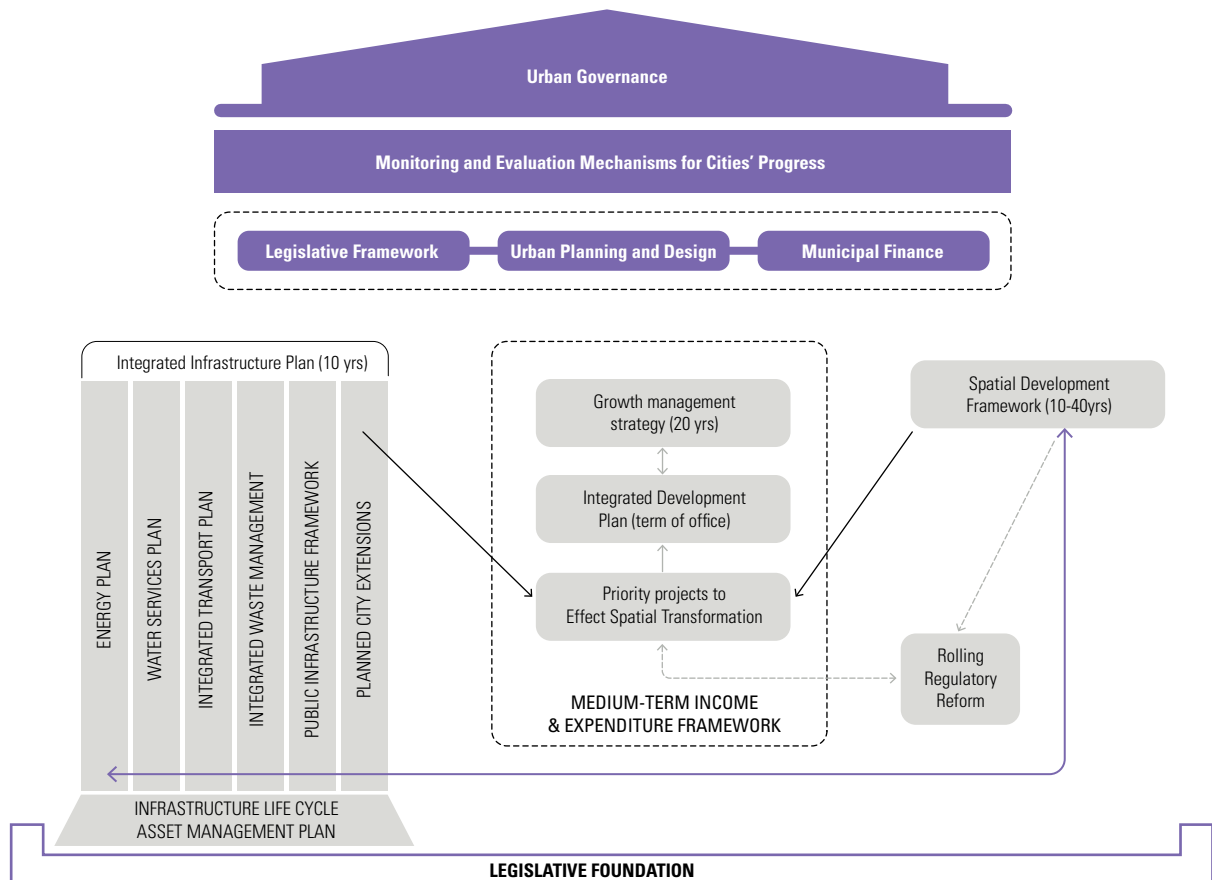 Urban Governance
Monitoring and Evaluation Mechanisms for Cities’ Progress
Legislative Framework
Urban Planning and Design
Municipal Finance
Integrated Infrastructure Plan (10 yrs)
ENERGY PLAN
WATER SERVICES PLAN
INTEGRATED TRANSPORT PLAN
INTEGRATED WASTE MANAGEMENT
PUBLIC INFRASTRUCTURE FRAMEWORK
PLANNED CITY EXTENSIONS
INFRASTRUCTURE LIFE CYCLE
ASSET MANAGEMENT PLAN
Growth management
strategy (20 yrs)
Integrated Development
Plan (term of office)
Priority projects to
Effect Spatial Transformation
MEDIUM-TERM INCOME
& EXPENDITURE FRAMEWORK
Spatial Development
Framework (10-40yrs)
Rolling
Regulatory
Reform
LEGISLATIVE FOUNDATION